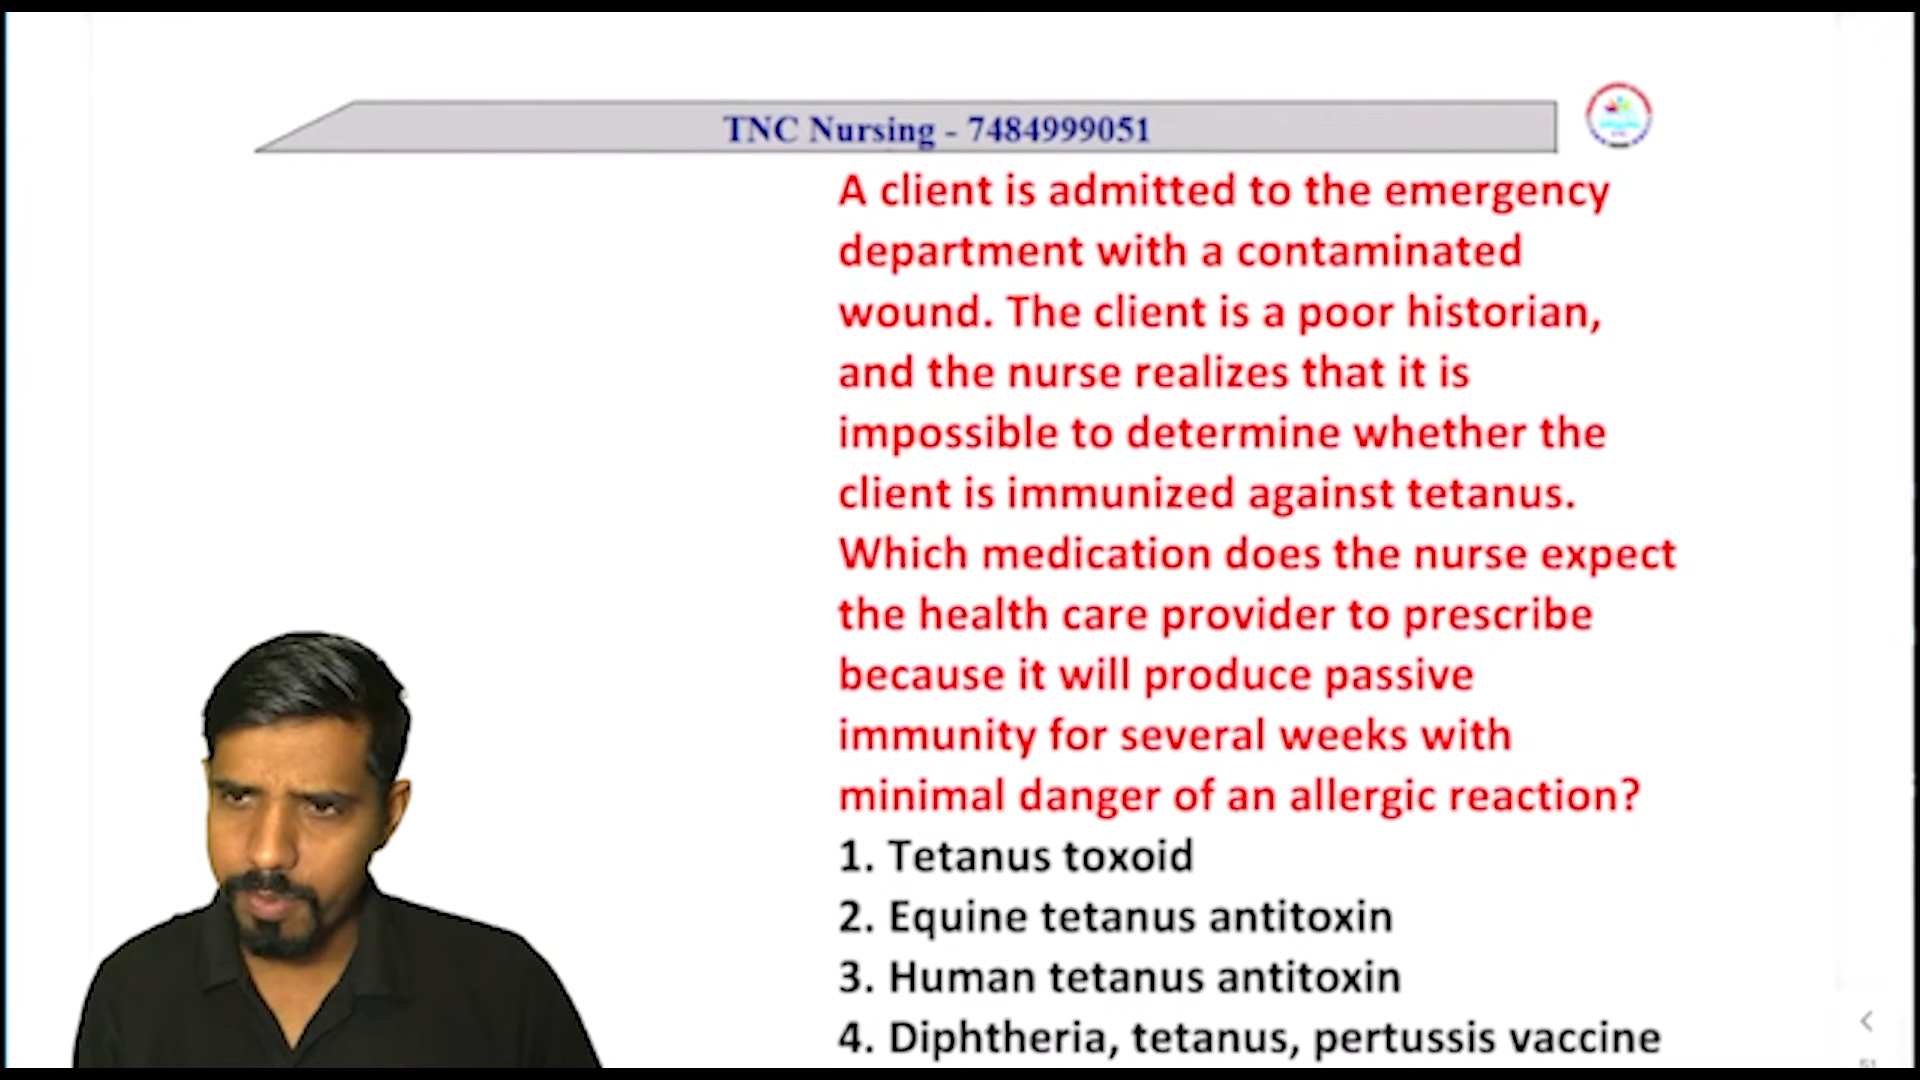 TNC Nursing - 7484999051
A client is admitted to the emergency
department with a contaminated
wound. The client is a poor historian,
and the nurse realizes that it is
impossible to determine whether the
client is immunized against tetanus.
Which medication does the nurse expect
the health care provider to prescribe
because it will produce passive
immunity for several weeks with
minimal danger of an allergic reaction?
1. Tetanus toxoid
2. Equine tetanus antitoxin
3. Human tetanus antitoxin
4. Diphtheria, tetanus, pertussis vaccine